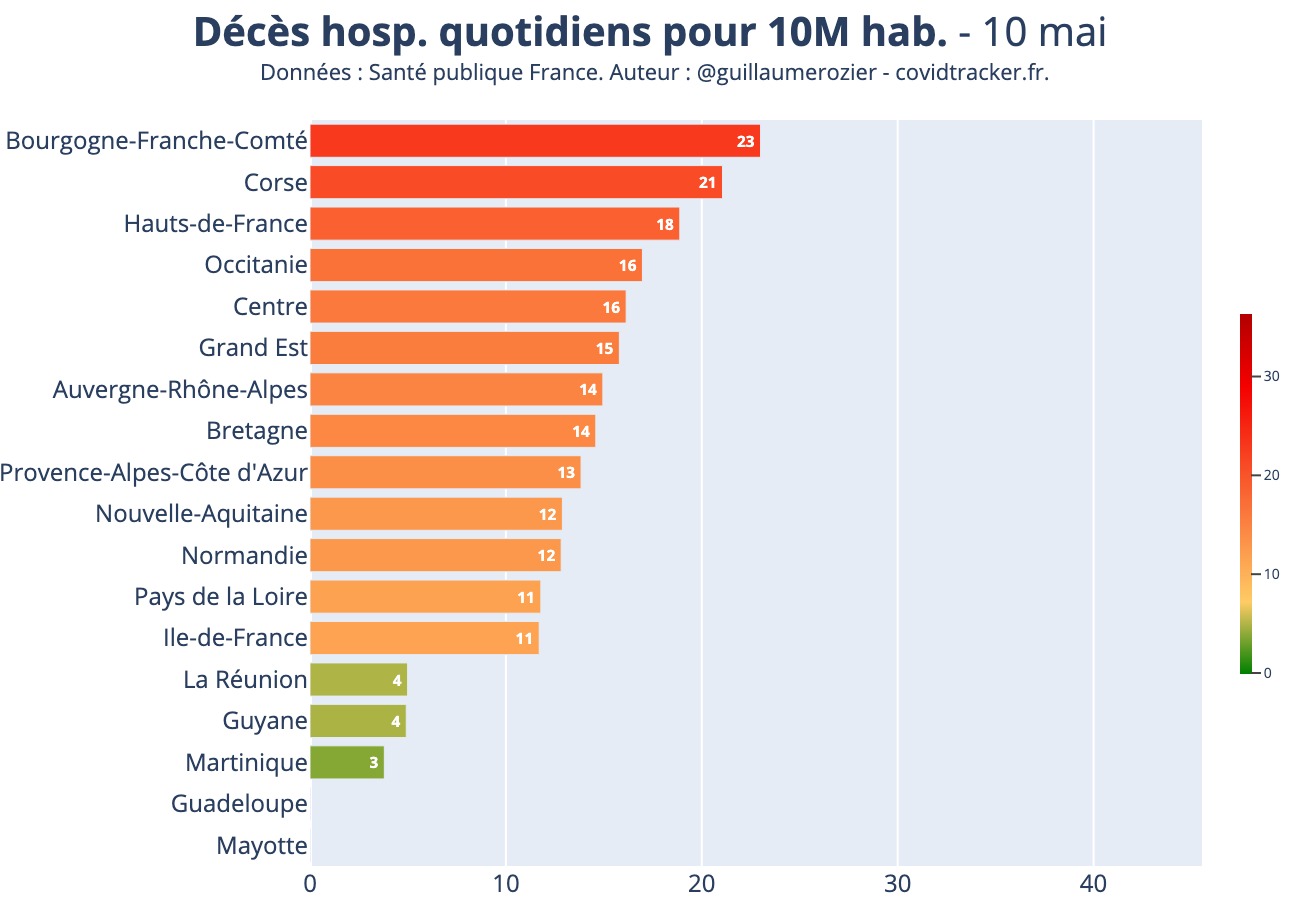 Décès hosp. quotidiens pour 10M hab. - 10 mai
Données : Santé publique France. Auteur : @guillaumerozier - covidtracker.fr.
Bourgogne-Franche-Comté 23
Corse 21
Hauts-de-France 18
Occitanie 16
Centre 16
Grand Est 15
Auvergne-Rhône-Alpes 14
Bretagne 14
Provence-Alpes-Côte d'Azur 13
Nouvelle-Aquitaine 12
Normandie 12
Pays de la Loire 11
Ile-de-France 11
La Réunion 4
Guyane 4
Martinique 3
Guadeloupe
Mayotte
0 10 20 30 40
30
20
10
0